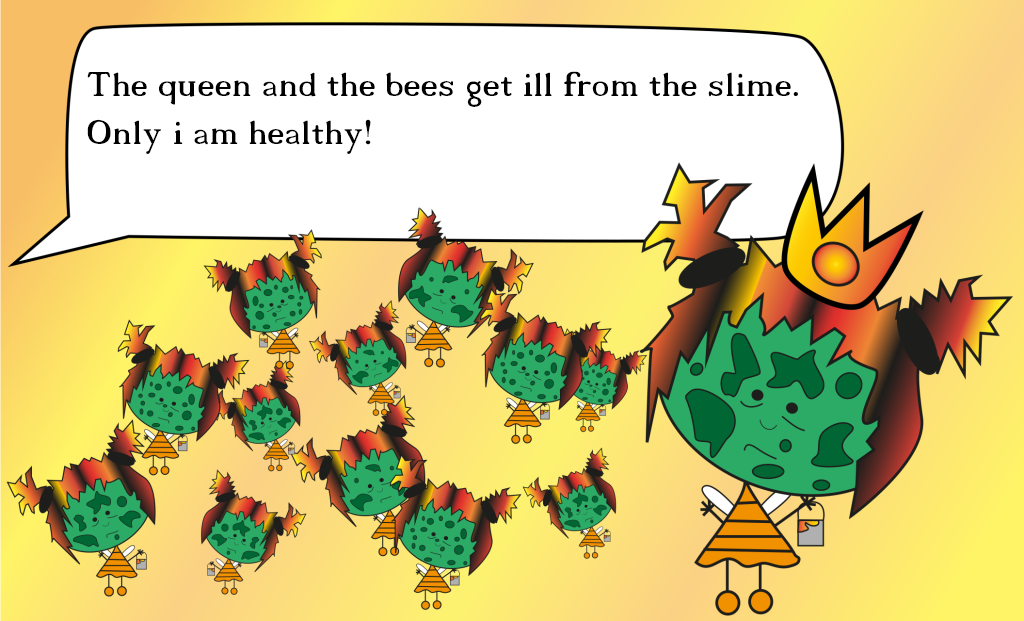 The queen and the bees get ill from the slime.
Only i am healthy!